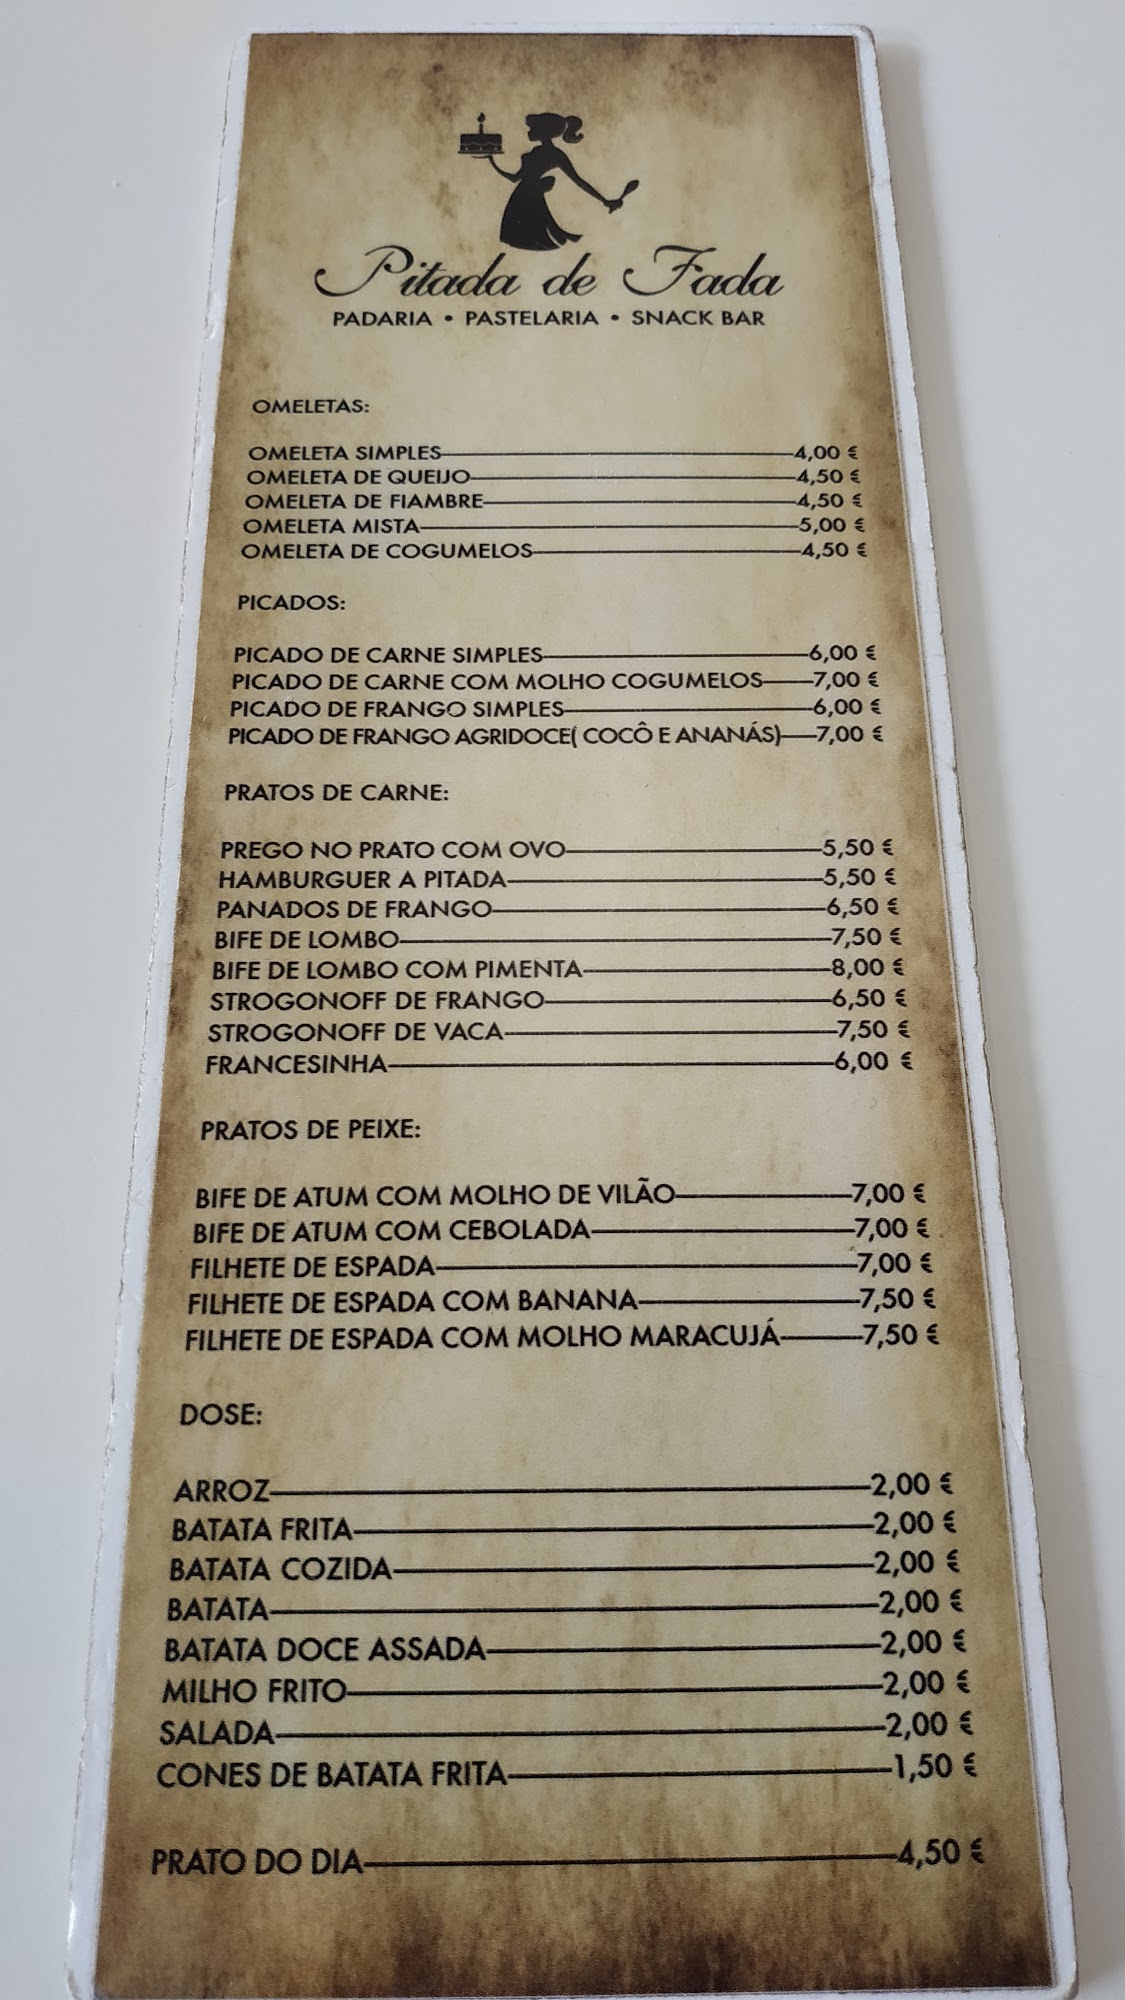 Pitada de Fada
PADARIA • PASTELARIA • SNACK BAR
OMELETAS:
OMELETA SIMPLES 4,00 €
OMELETA DE QUEIJO 4,50 €
OMELETA DE FIAMBRE 4,50 €
OMELETA MISTA 5,00 €
OMELETA DE COGUMELOS 4,50 €
PICADOS:
PICADO DE CARNE SIMPLES 6,00 €
PICADO DE CARNE COM MOLHO COGUMELOS 7,00 €
PICADO DE FRANGO SIMPLES 6,00 €
PICADO DE FRANGO AGRIDOCE( COCÔ E ANANÁS) 7,00 €
PRATOS DE CARNE:
PREGO NO PRATO COM OVO 5,50 €
HAMBURGUER A PITADA 5,50 €
PANADOS DE FRANGO 6,50 €
BIFE DE LOMBO 7,50 €
BIFE DE LOMBO COM PIMENTA 8,00 €
STROGONOFF DE FRANGO 6,50 €
STROGONOFF DE VACA 7,50 €
FRANCESINHA 6,00 €
PRATOS DE PEIXE:
BIFE DE ATUM COM MOLHO DE VILÃO 7,00 €
BIFE DE ATUM COM CEBOLADA 7,00 €
FILHETE DE ESPADA 7,00 €
FILHETE DE ESPADA COM BANANA 7,50 €
FILHETE DE ESPADA COM MOLHO MARACUJÁ 7,50 €
DOSE:
ARROZ 2,00 €
BATATA FRITA 2,00 €
BATATA COZIDA 2,00 €
BATATA 2,00 €
BATATA DOCE ASSADA 2,00 €
MILHO FRITO 2,00 €
SALADA 2,00 €
CONES DE BATATA FRITA 1,50 €
PRATO DO DIA 4,50 €